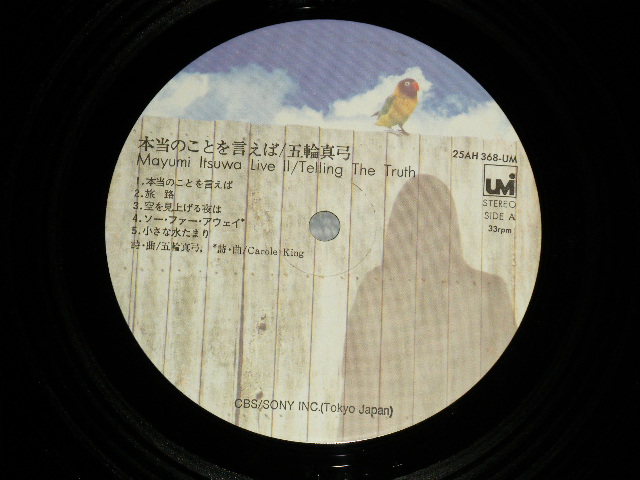 本当のことを言えば/五輪真弓
Mayumi Itsuwa Live II/Telling The Truth
25AH 368-UM
UMI
STEREO
SIDE A
33rpm
1. 本当のことを言えば
2. 旅路
3. 空を見上げる夜は
4. ソー・ファー・アウェイ*
5. 小さな水たまり
詩・曲/五輪真弓, *詩・曲/Carole King
CBS/SONY INC.(Tokyo Japan)